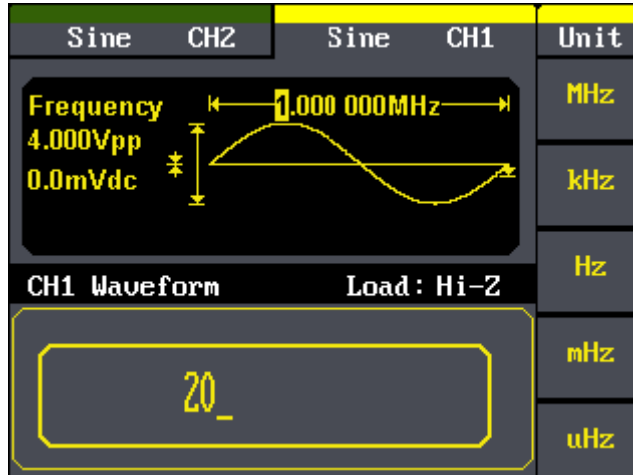 Sine CH2 Sine CH1 Unit
Frequency 1.000 000MHz
4.000Vpp
0.0mVdc
CH1 Waveform Load: Hi-Z
20_
MHz
kHz
Hz
mHz
uHz